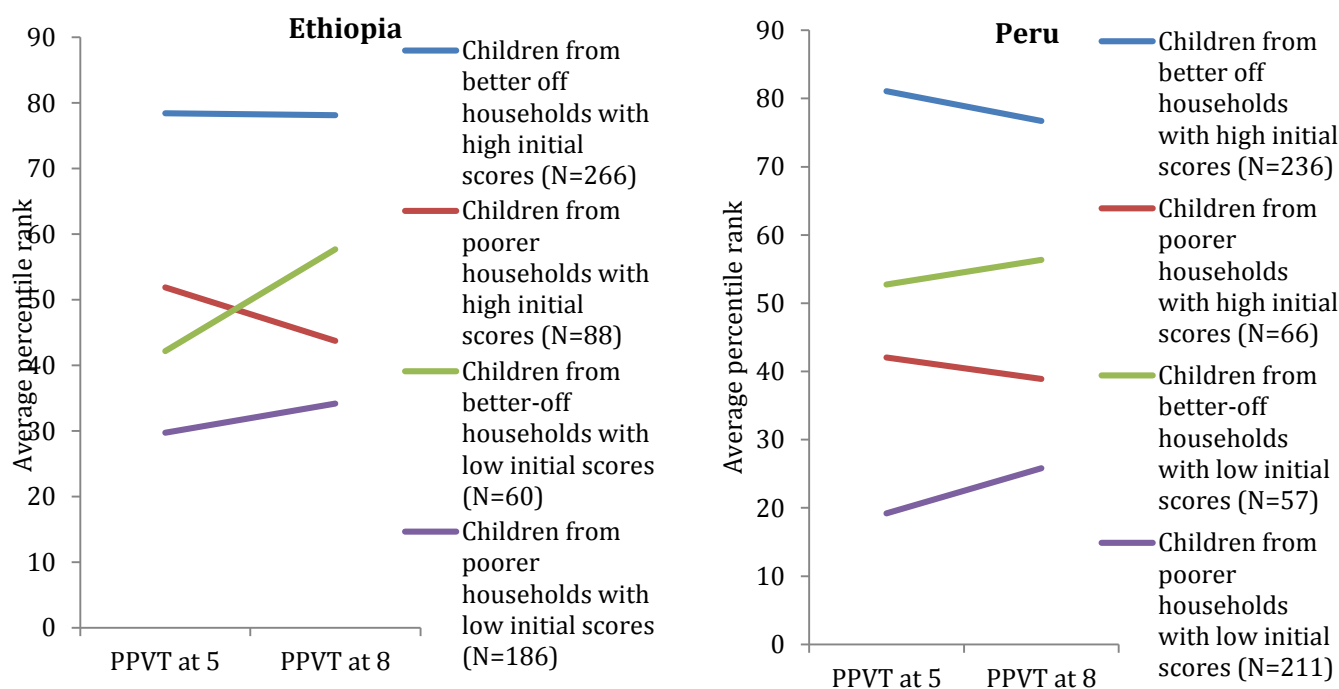 Ethiopia
Average percentile rank
90
80
70
60
50
40
30
20
10
0
PPVT at 5
PPVT at 8
Children from
better off
households with
high initial
scores (N=266)
Children from
poorer
households with
high initial
scores (N=88)
Children from
better-off
households with
low initial scores
(N=60)
Children from
poorer
households with
low initial scores
(N=186)
Peru
Average percentile rank
90
80
70
60
50
40
30
20
10
0
PPVT at 5
PPVT at 8
Children from
better off
households
with high initial
scores (N=236)
Children from
poorer
households
with high initial
scores (N=66)
Children from
better-off
households
with low initial
scores (N=57)
Children from
poorer
households
with low initial
scores (N=211)